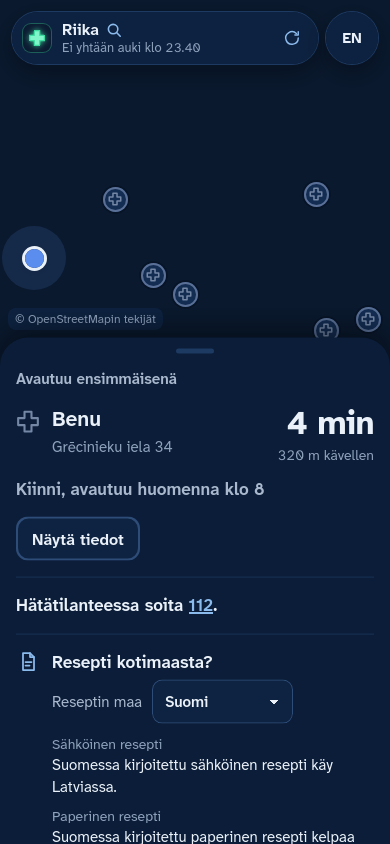 Riika
Ei yhtään auki klo 23.40
EN
© OpenStreetMapin tekijät
Avautuu ensimmäisenä
Benu
4 min
Grēcinieku iela 34
320 m kävellen
Kiinni, avautuu huomenna klo 8
Näytä tiedot
Hätätilanteessa soita 112.
Resepti kotimaasta?
Reseptin maa
Suomi
Sähköinen resepti
Suomessa kirjoitettu sähköinen resepti käy
Latviassa.
Paperinen resepti
Suomessa kirjoitettu paperinen resepti kelpaa